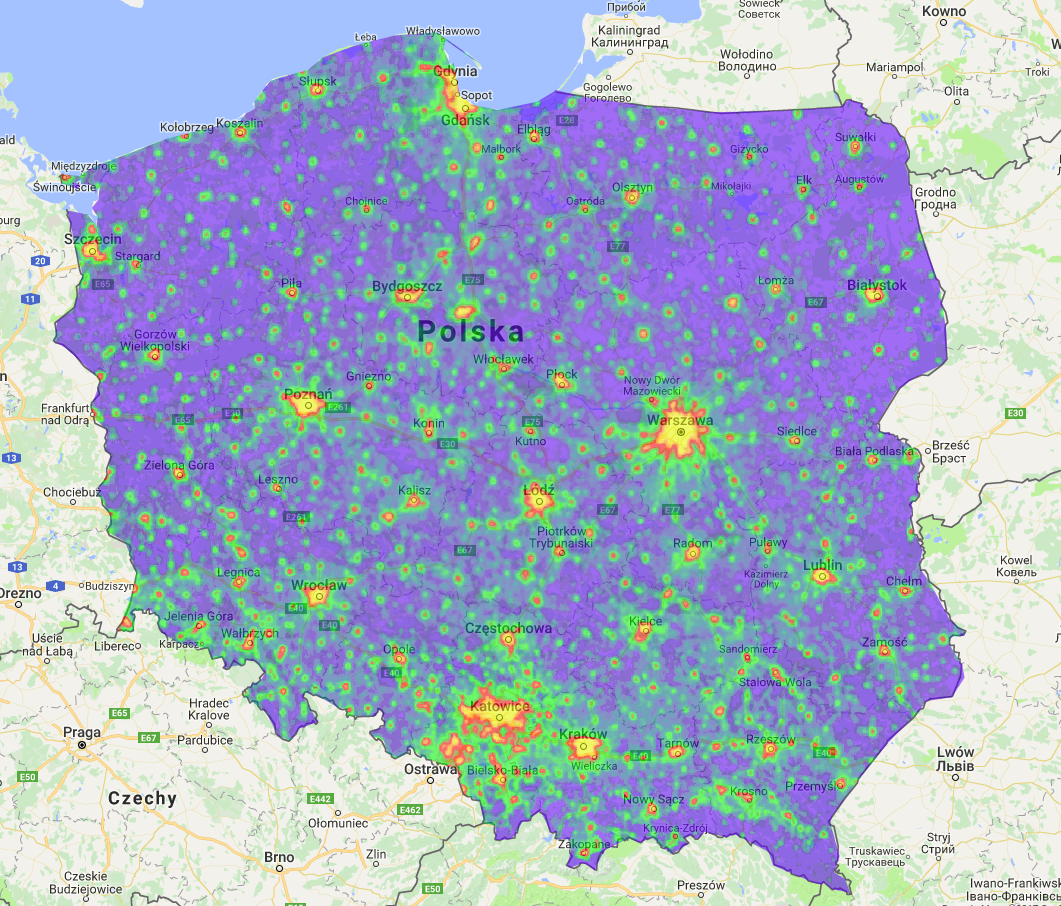 Прибой
Sowieck
Советск
Kowno
Łeba
Władysławowo
Kaliningrad
Калининград
Wołodino
Володино
Mariampol
Troki
Gdynia
Słupsk
Sopot
Gogolewo
Гоголево
Olita
Gdańsk
E28
Kołobrzeg
Koszalin
Elbląg
Malbork
Giżycko
Suwałki
Międzyzdroje
Świnoujście
Olsztyn
Mikołajki
Ełk
Augustów
Grodno
Гродна
Chojnice
Ostróda
Szczecin
Stargard
E77
20
E65
11
Piła
Bydgoszcz
E75
Łomża
E67
Białystok
Polska
Gorzów
Wielkopolski
Włocławek
Gniezno
Płock
Nowy Dwór
Mazowiecki
Poznań
E261
Frankfurt
nad Odrą
E65
E30
Konin
E75
Warszawa
E30
Kutno
E30
Siedlce
Brześć
Брэст
13
Biała Podlaska
Zielona Góra
Leszno
Kalisz
Łódź
Chociebuż
E261
E67
E77
Piotrków
Trybunalski
E67
Radom
Puławy
Kowel
Ковель
13
Legnica
Lublin
Kazimierz
Dolny
Chełm
4
Budziszyn
Wrocław
Drezno
E40
Jelenia Góra
E40
Częstochowa
Kielce
Uście
nad Łabą
Liberec
Karpacz
Wałbrzych
Opole
Sandomierz
Zamość
E40
Stalowa Wola
Hradec
Kralove
Katowice
E65
Praga
E67
Pardubice
Kraków
Tarnów
Rzeszów
E40
E40
Lwów
Львів
Ostrawa
Bielsko-Biała
Wieliczka
E50
Czechy
E442
E462
Krosno
Przemyśl
Nowy Sącz
Ołomuniec
Krynica-Zdrój
Zakopane
Stryj
Стрий
Brno
Zlin
Truskawiec
Трускавець
Czeskie
Budziejowice
E50
E50
Preszów
Iwano-Frankiwsk